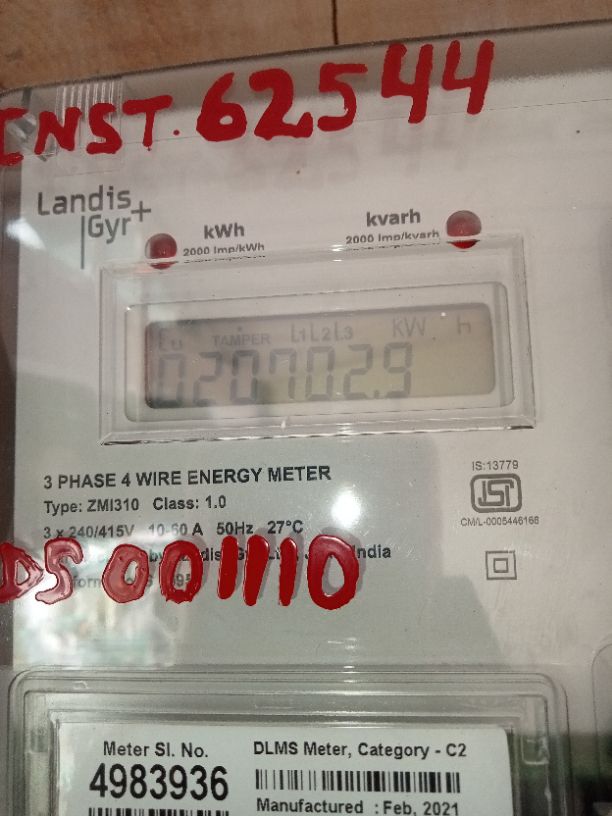 INST. 62544
Landis
Gyr+
kWh
2000 Imp/kWh
kvarh
2000 Imp/kvarh
TAMPER L1L2L3 kW h
020702.9
3 PHASE 4 WIRE ENERGY METER
Type: ZMI310 Class: 1.0
3 x 240/415V 10-60 A 50Hz 27°C
by India
DS 001110
IS:13779
CM/L-0005446166
Meter Sl. No.
4983936
DLMS Meter, Category - C2
Manufactured : Feb, 2021